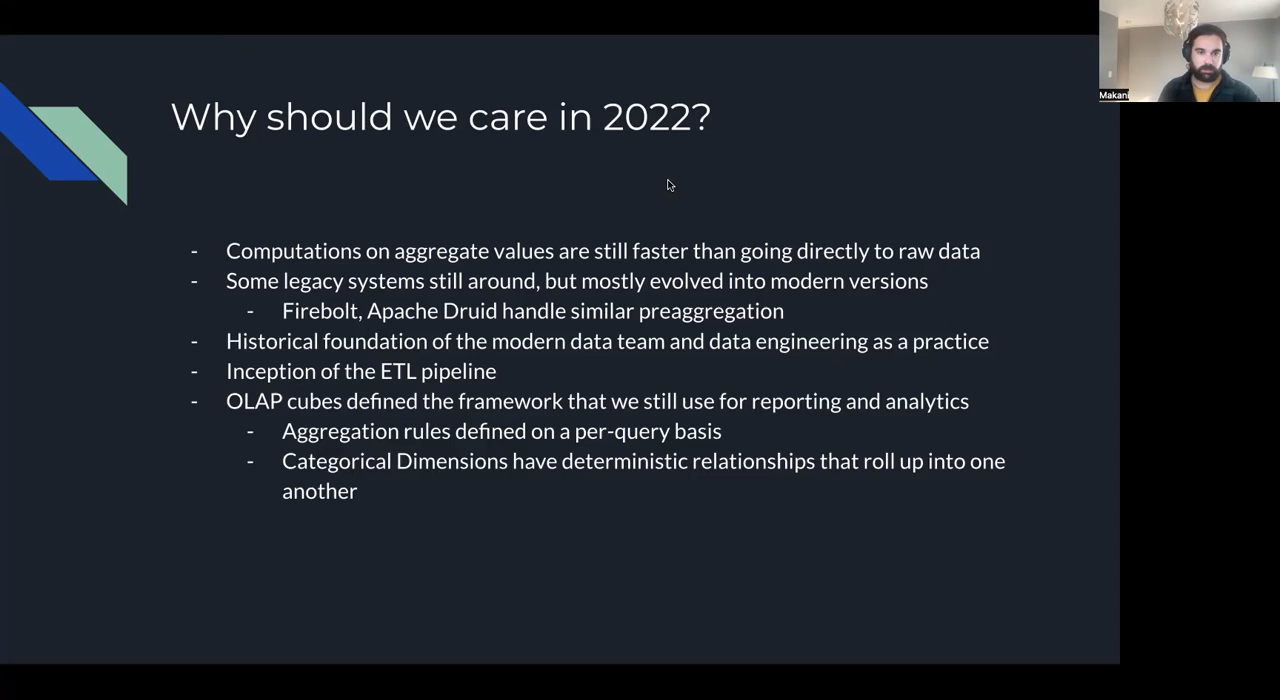 Why should we care in 2022?
- Computations on aggregate values are still faster than going directly to raw data
- Some legacy systems still around, but mostly evolved into modern versions
- Firebolt, Apache Druid handle similar preaggregation
- Historical foundation of the modern data team and data engineering as a practice
- Inception of the ETL pipeline
- OLAP cubes defined the framework that we still use for reporting and analytics
- Aggregation rules defined on a per-query basis
- Categorical Dimensions have deterministic relationships that roll up into one
another
Makani